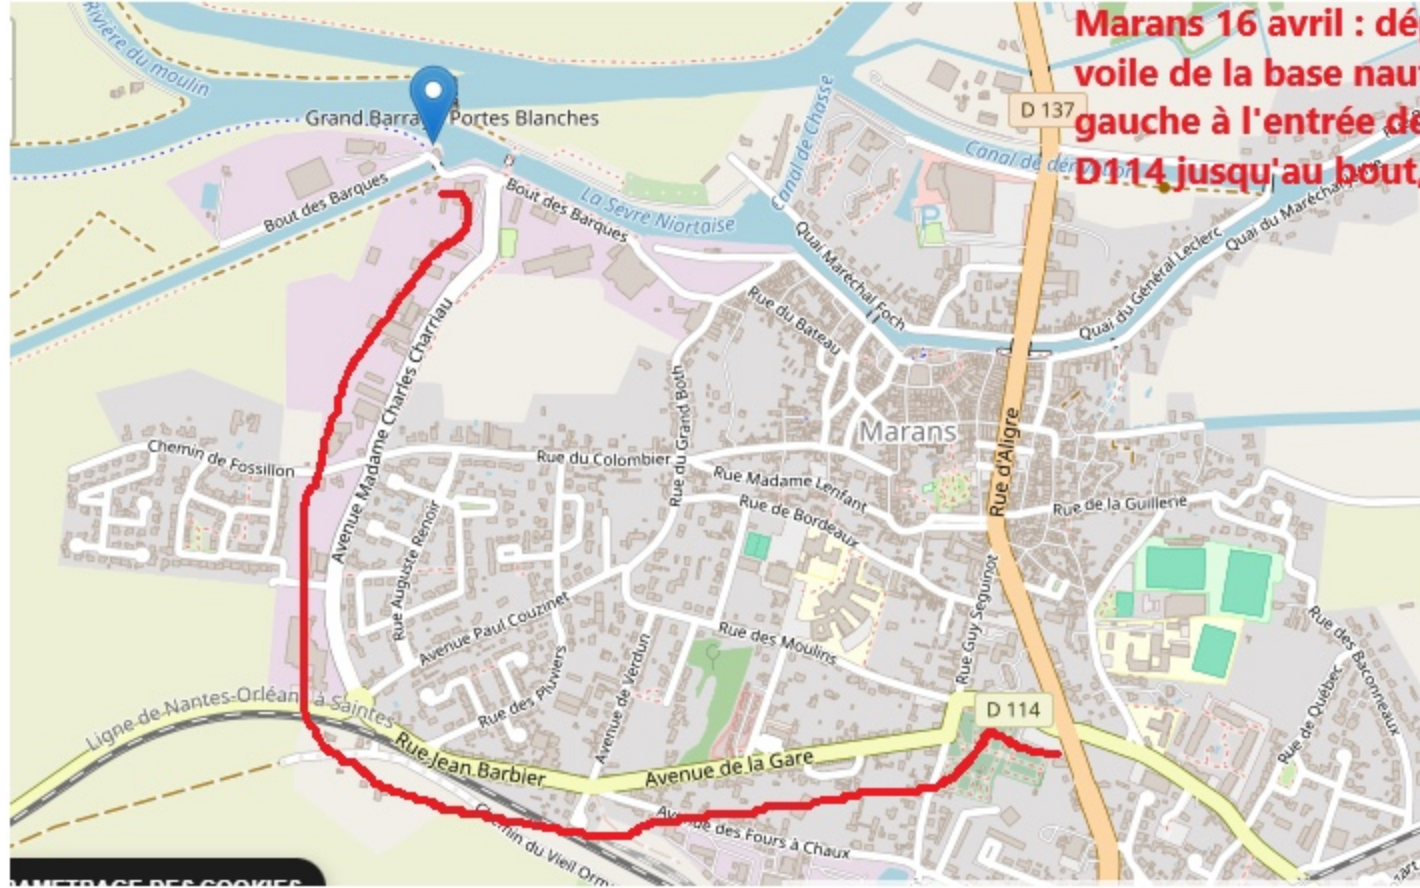 Marans 16 avril : dé
voile de la base nau
gauche à l'entrée de
D114 jusqu'au bout,
Rivière du moulin
Grand Barra Portes Blanches
D 137
Canal de Chasse
Canal de dérivation
Bout des Barques
Bout des Barques
La Sèvre Niortaise
P
Quai du Maréchal
Quai Maréchal Foch
Quai du Général Leclerc
Rue du Bateau
Avenue Madame Charles Charriau
Rue du Grand Both
Marans
Rue d'Aligre
Chemin de Fossillon
Rue du Colombier
Rue Madame Lenfant
Rue de Bordeaux
Rue de la Guillerie
Rue Auguste Renoir
Avenue Paul Couzinet
Rue des Moulins
Rue Guy Seguinot
Rue des Baconneaux
Rue de Québec
Rue des Pluviers
Avenue de Verdun
Ligne de Nantes-Orléans à Saintes
D 114
Rue Jean Barbier
Avenue de la Gare
Avenue des Fours à Chaux
Chemin du Vieil Orm
AMETRAGE DES COOKIES